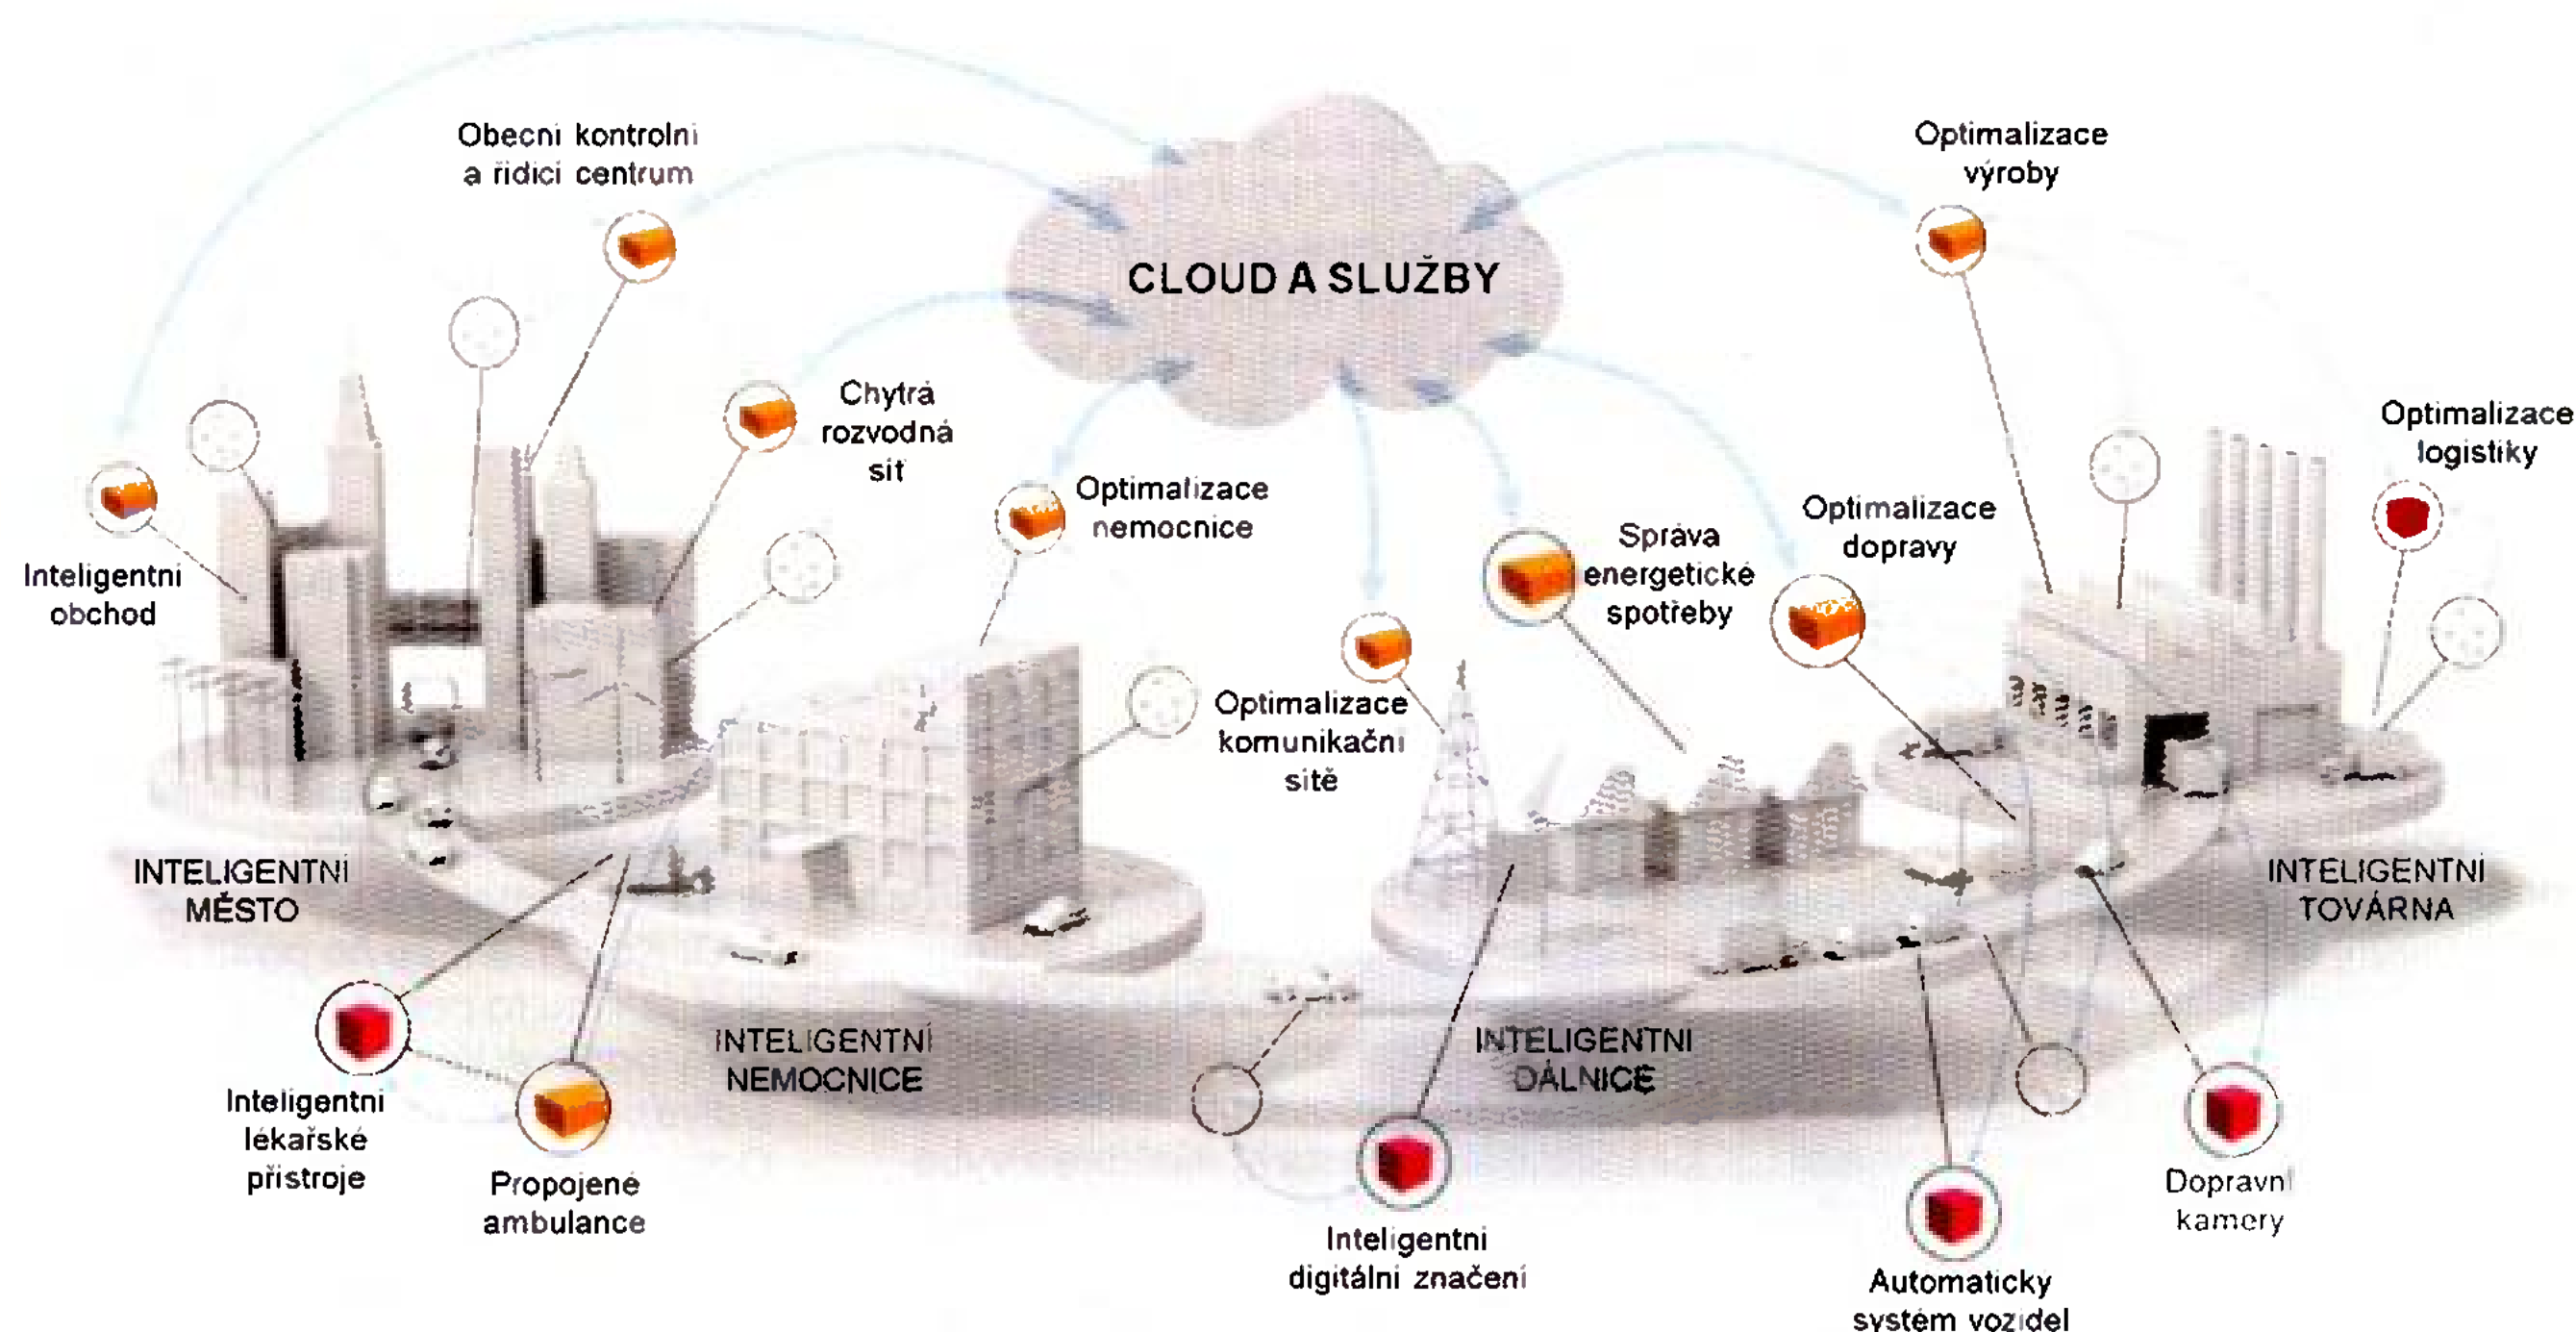 Obecní kontrolní
a řídicí centrum
CLOUD A SLUŽBY
Optimalizace
výroby
Chytrá
rozvodná
síť
Optimalizace
logistiky
Optimalizace
nemocnice
Optimalizace
dopravy
Správa
energetické
spotřeby
Inteligentní
obchod
Optimalizace
komunikační
sítě
INTELIGENTNÍ
MĚSTO
INTELIGENTNÍ
TOVÁRNA
INTELIGENTNÍ
NEMOCNICE
INTELIGENTNÍ
DÁLNICE
Inteligentní
lékařské
přístroje
Propojené
ambulance
Inteligentní
digitální značení
Dopravní
kamery
Automatický
systém vozidel